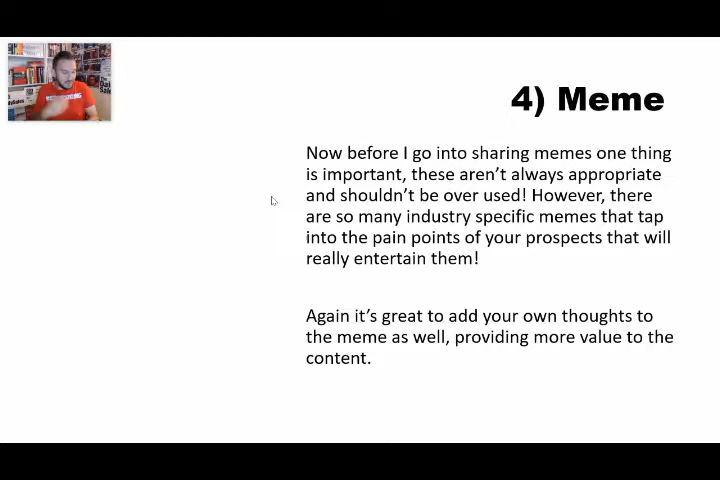 4) Meme
Now before I go into sharing memes one thing
is important, these aren't always appropriate
and shouldn't be over used! However, there
are so many industry specific memes that tap
into the pain points of your prospects that will
really entertain them!
Again it's great to add your own thoughts to
the meme as well, providing more value to the
content.